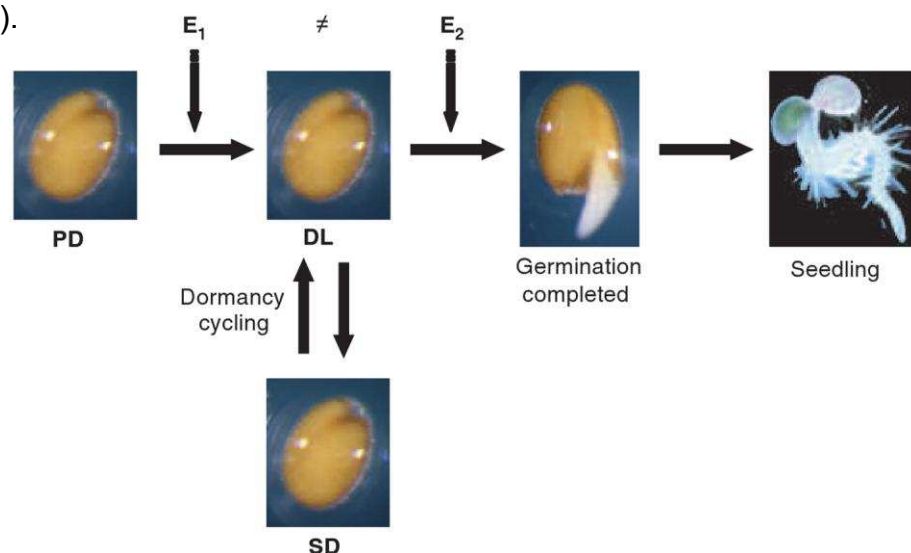 ).
E₁ ≠ E₂
PD
DL
Germination
completed
Seedling
Dormancy
cycling
SD